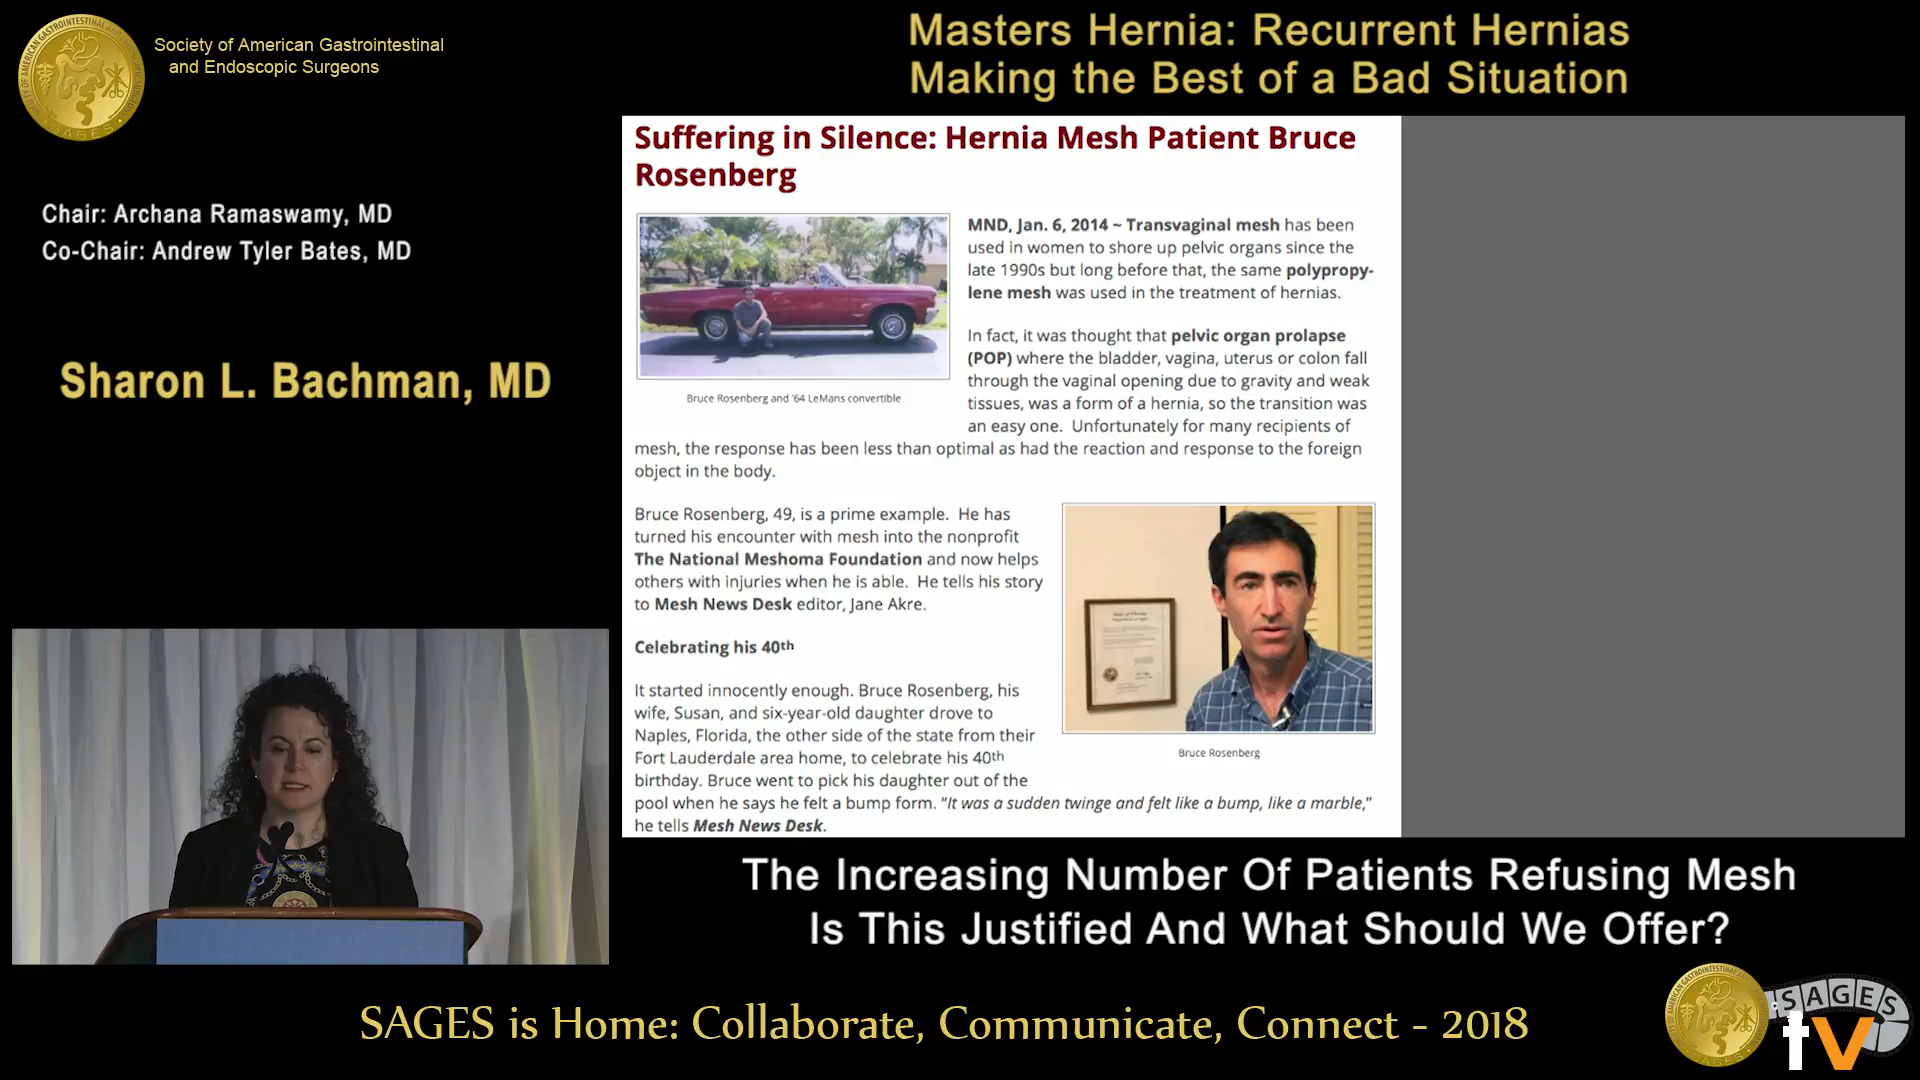 Society of American Gastrointestinal
and Endoscopic Surgeons
Masters Hernia: Recurrent Hernias
Making the Best of a Bad Situation
Chair: Archana Ramaswamy, MD
Co-Chair: Andrew Tyler Bates, MD
Sharon L. Bachman, MD
Suffering in Silence: Hernia Mesh Patient Bruce
Rosenberg
Bruce Rosenberg and '64 LeMans convertible
MND, Jan. 6, 2014 ~ Transvaginal mesh has been
used in women to shore up pelvic organs since the
late 1990s but long before that, the same polypropy-
lene mesh was used in the treatment of hernias.
In fact, it was thought that pelvic organ prolapse
(POP) where the bladder, vagina, uterus or colon fall
through the vaginal opening due to gravity and weak
tissues, was a form of a hernia, so the transition was
an easy one. Unfortunately for many recipients of
mesh, the response has been less than optimal as had the reaction and response to the foreign
object in the body.
Bruce Rosenberg, 49, is a prime example. He has
turned his encounter with mesh into the nonprofit
The National Meshoma Foundation and now helps
others with injuries when he is able. He tells his story
to Mesh News Desk editor, Jane Akre.
Celebrating his 40th
It started innocently enough. Bruce Rosenberg, his
wife, Susan, and six-year-old daughter drove to
Naples, Florida, the other side of the state from their
Fort Lauderdale area home, to celebrate his 40th
birthday. Bruce went to pick his daughter out of the
pool when he says he felt a bump form. "It was a sudden twinge and felt like a bump, like a marble,"
he tells Mesh News Desk.
Bruce Rosenberg
The Increasing Number Of Patients Refusing Mesh
Is This Justified And What Should We Offer?
SAGES is Home: Collaborate, Communicate, Connect - 2018
SAGES
tv